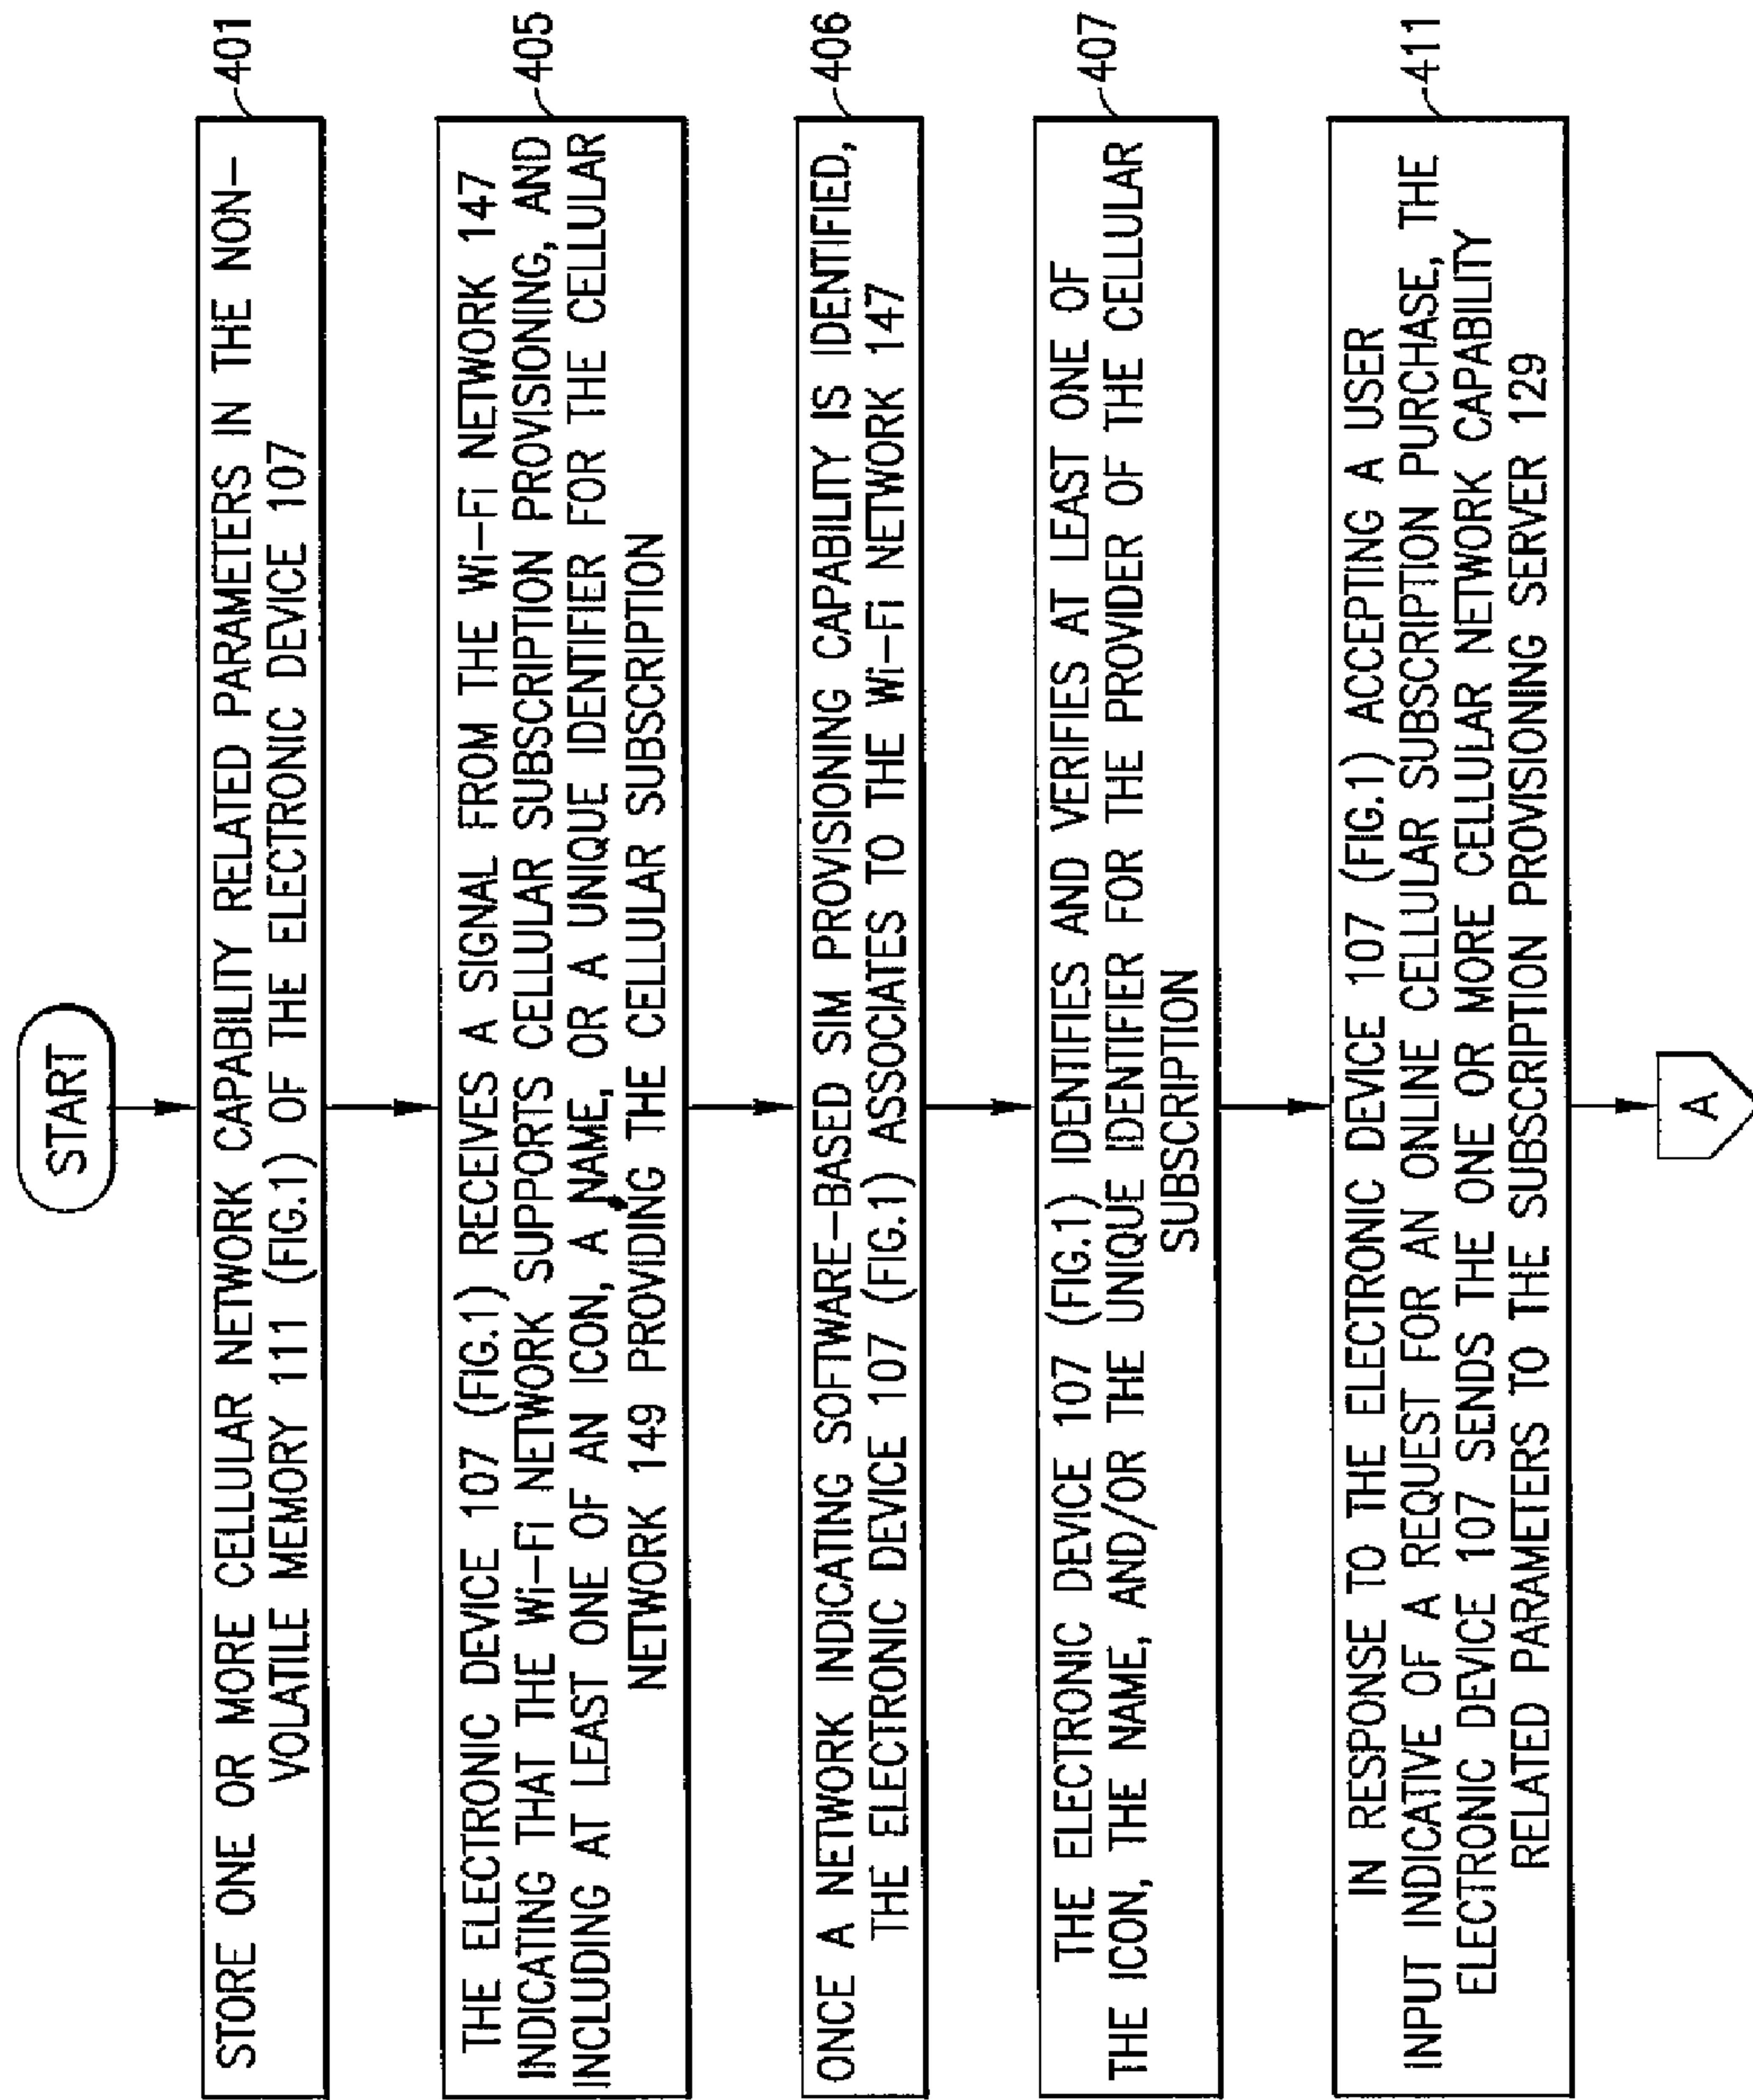 START
401
STORE ONE OR MORE CELLULAR NETWORK CAPABILITY RELATED PARAMETERS IN THE NON-
VOLATILE MEMORY 111 (FIG.1) OF THE ELECTRONIC DEVICE 107
405
THE ELECTRONIC DEVICE 107 (FIG.1) RECEIVES A SIGNAL FROM THE Wi-Fi NETWORK 147
INDICATING THAT THE Wi-Fi NETWORK SUPPORTS CELLULAR SUBSCRIPTION PROVISIONING, AND
INCLUDING AT LEAST ONE OF AN ICON, A NAME, OR A UNIQUE IDENTIFIER FOR THE CELLULAR
NETWORK 149 PROVIDING THE CELLULAR SUBSCRIPTION
406
ONCE A NETWORK INDICATING SOFTWARE-BASED SIM PROVISIONING CAPABILITY IS IDENTIFIED,
THE ELECTRONIC DEVICE 107 (FIG.1) ASSOCIATES TO THE Wi-Fi NETWORK 147
407
THE ELECTRONIC DEVICE 107 (FIG.1) IDENTIFIES AND VERIFIES AT LEAST ONE OF
THE ICON, THE NAME, AND/OR THE UNIQUE IDENTIFIER FOR THE PROVIDER OF THE CELLULAR
SUBSCRIPTION
411
IN RESPONSE TO THE ELECTRONIC DEVICE 107 (FIG.1) ACCEPTING A USER
INPUT INDICATIVE OF A REQUEST FOR AN ONLINE CELLULAR SUBSCRIPTION PURCHASE, THE
ELECTRONIC DEVICE 107 SENDS THE ONE OR MORE CELLULAR NETWORK CAPABILITY
RELATED PARAMETERS TO THE SUBSCRIPTION PROVISIONING SERVER 129
A